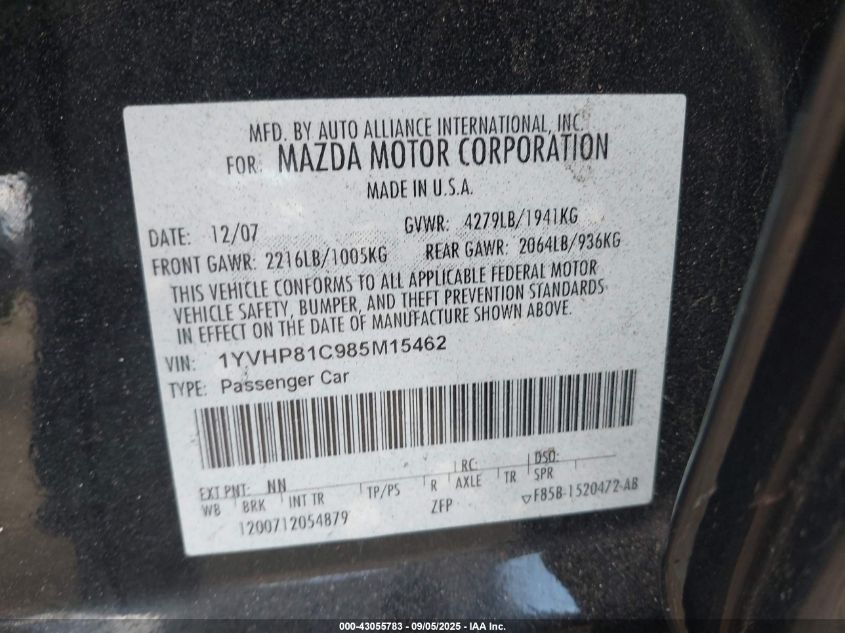 MFD. BY AUTO ALLIANCE INTERNATIONAL, INC.
FOR: MAZDA MOTOR CORPORATION
MADE IN U.S.A.
DATE: 12/07 GVWR: 4279LB/1941KG
FRONT GAWR: 2216LB/1005KG REAR GAWR: 2064LB/936KG
THIS VEHICLE CONFORMS TO ALL APPLICABLE FEDERAL MOTOR
VEHICLE SAFETY, BUMPER, AND THEFT PREVENTION STANDARDS
IN EFFECT ON THE DATE OF MANUFACTURE SHOWN ABOVE.
VIN: 1YVHP81C985M15462
TYPE: Passenger Car
EXT PNT: NN RC: DSO:
WB BRK INT TR TP/PS R AXLE TR SPR
1200712054879 ZFP ▽F85B-1520472-AB
000-43055783 - 09/05/2025 - IAA Inc.